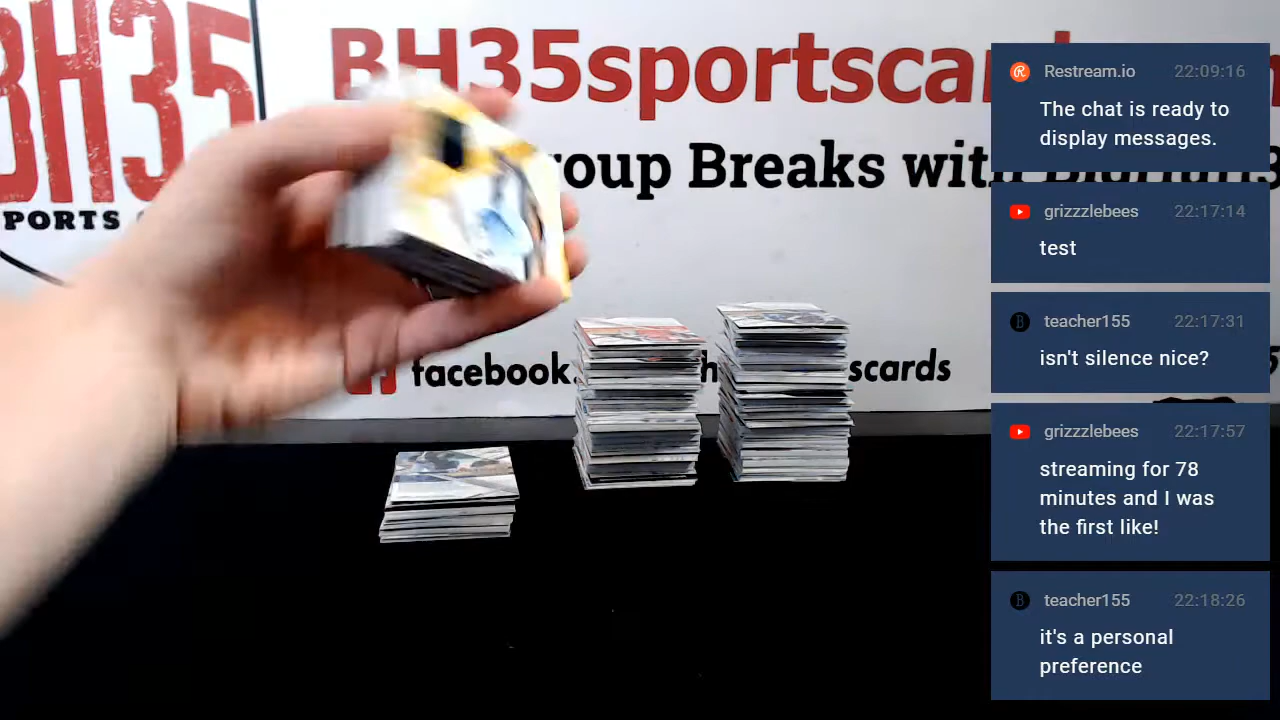 BH35
PORTS
BH35sportscard
roup Breaks with
facebook.
scards
Restream.io 22:09:16
The chat is ready to
display messages.
grizzzlebees 22:17:14
test
teacher155 22:17:31
isn't silence nice?
grizzzlebees 22:17:57
streaming for 78
minutes and I was
the first like!
teacher155 22:18:26
it's a personal
preference